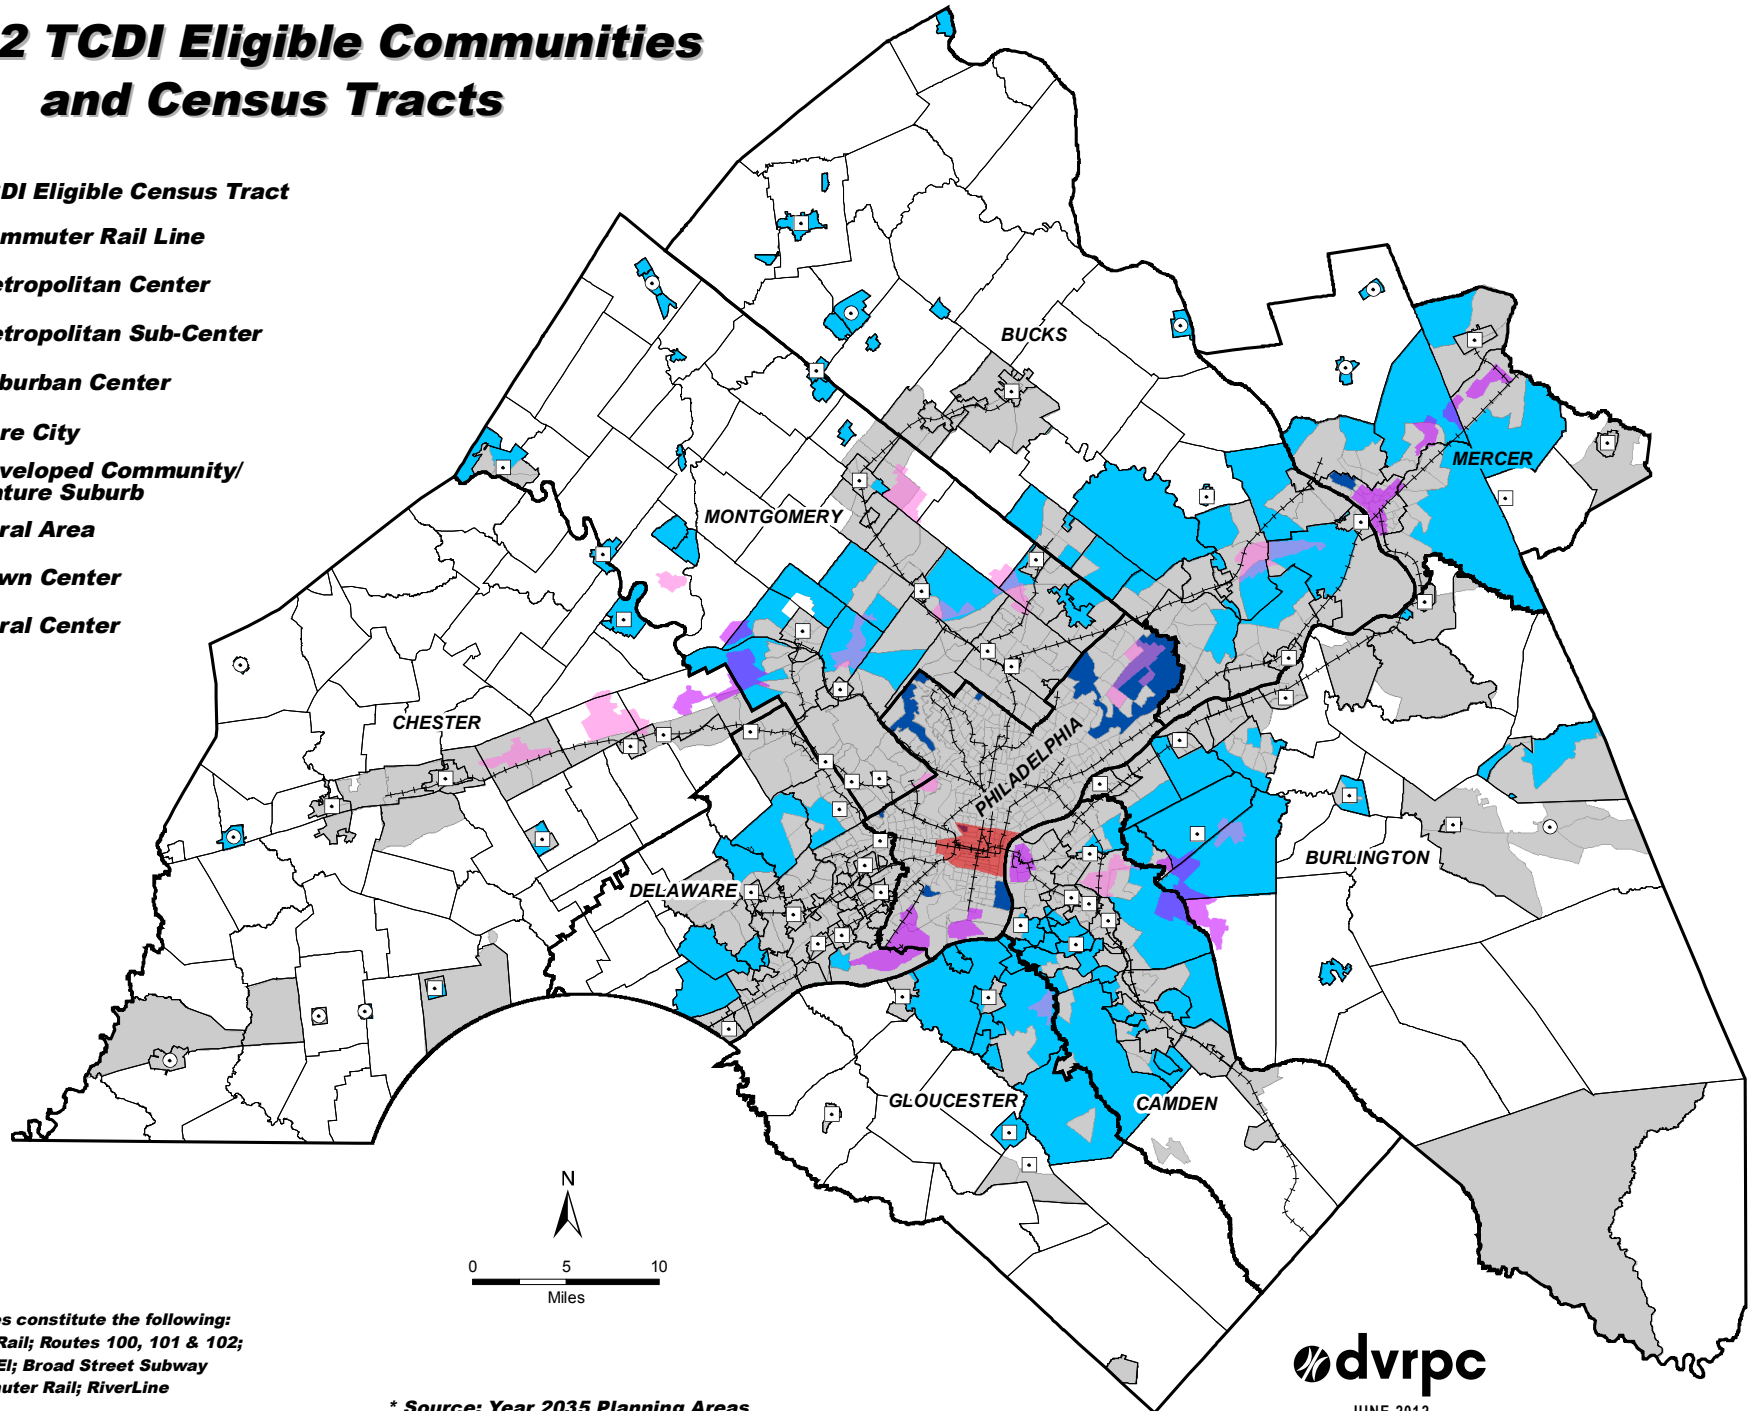 2 TCDI Eligible Communities
and Census Tracts
DI Eligible Census Tract
mmuter Rail Line
etropolitan Center
etropolitan Sub-Center
burban Center
re City
veloped Community/
ture Suburb
ral Area
wn Center
ral Center
BUCKS
MERCER
MONTGOMERY
CHESTER
PHILADELPHIA
DELAWARE
BURLINGTON
GLOUCESTER
CAMDEN
N
0 5 10
Miles
es constitute the following:
Rail; Routes 100, 101 & 102;
El; Broad Street Subway
uter Rail; RiverLine
* Source: Year 2035 Planning Areas
dvrpc
JUNE 2012